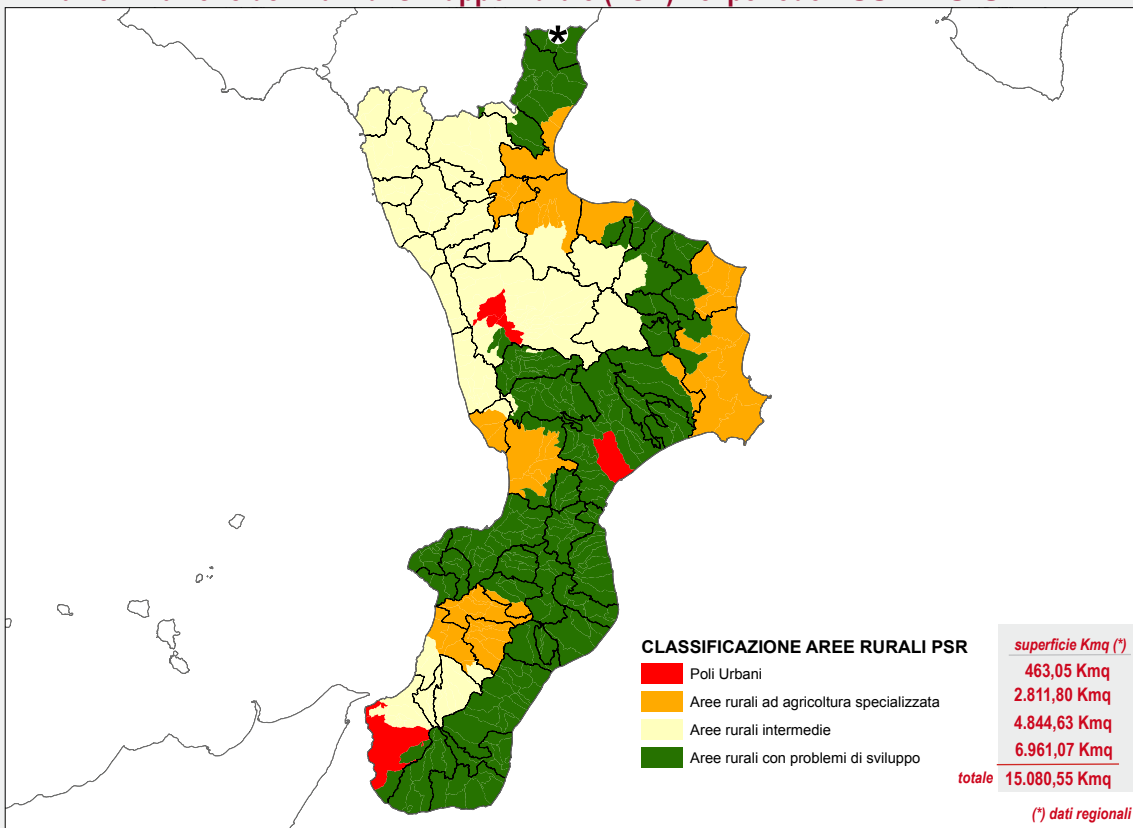 *
CLASSIFICAZIONE AREE RURALI PSR
superficie Kmq (*)
Poli Urbani
463,05 Kmq
Aree rurali ad agricoltura specializzata
2.811,80 Kmq
Aree rurali intermedie
4.844,63 Kmq
Aree rurali con problemi di sviluppo
6.961,07 Kmq
totale 15.080,55 Kmq
(*) dati regionali